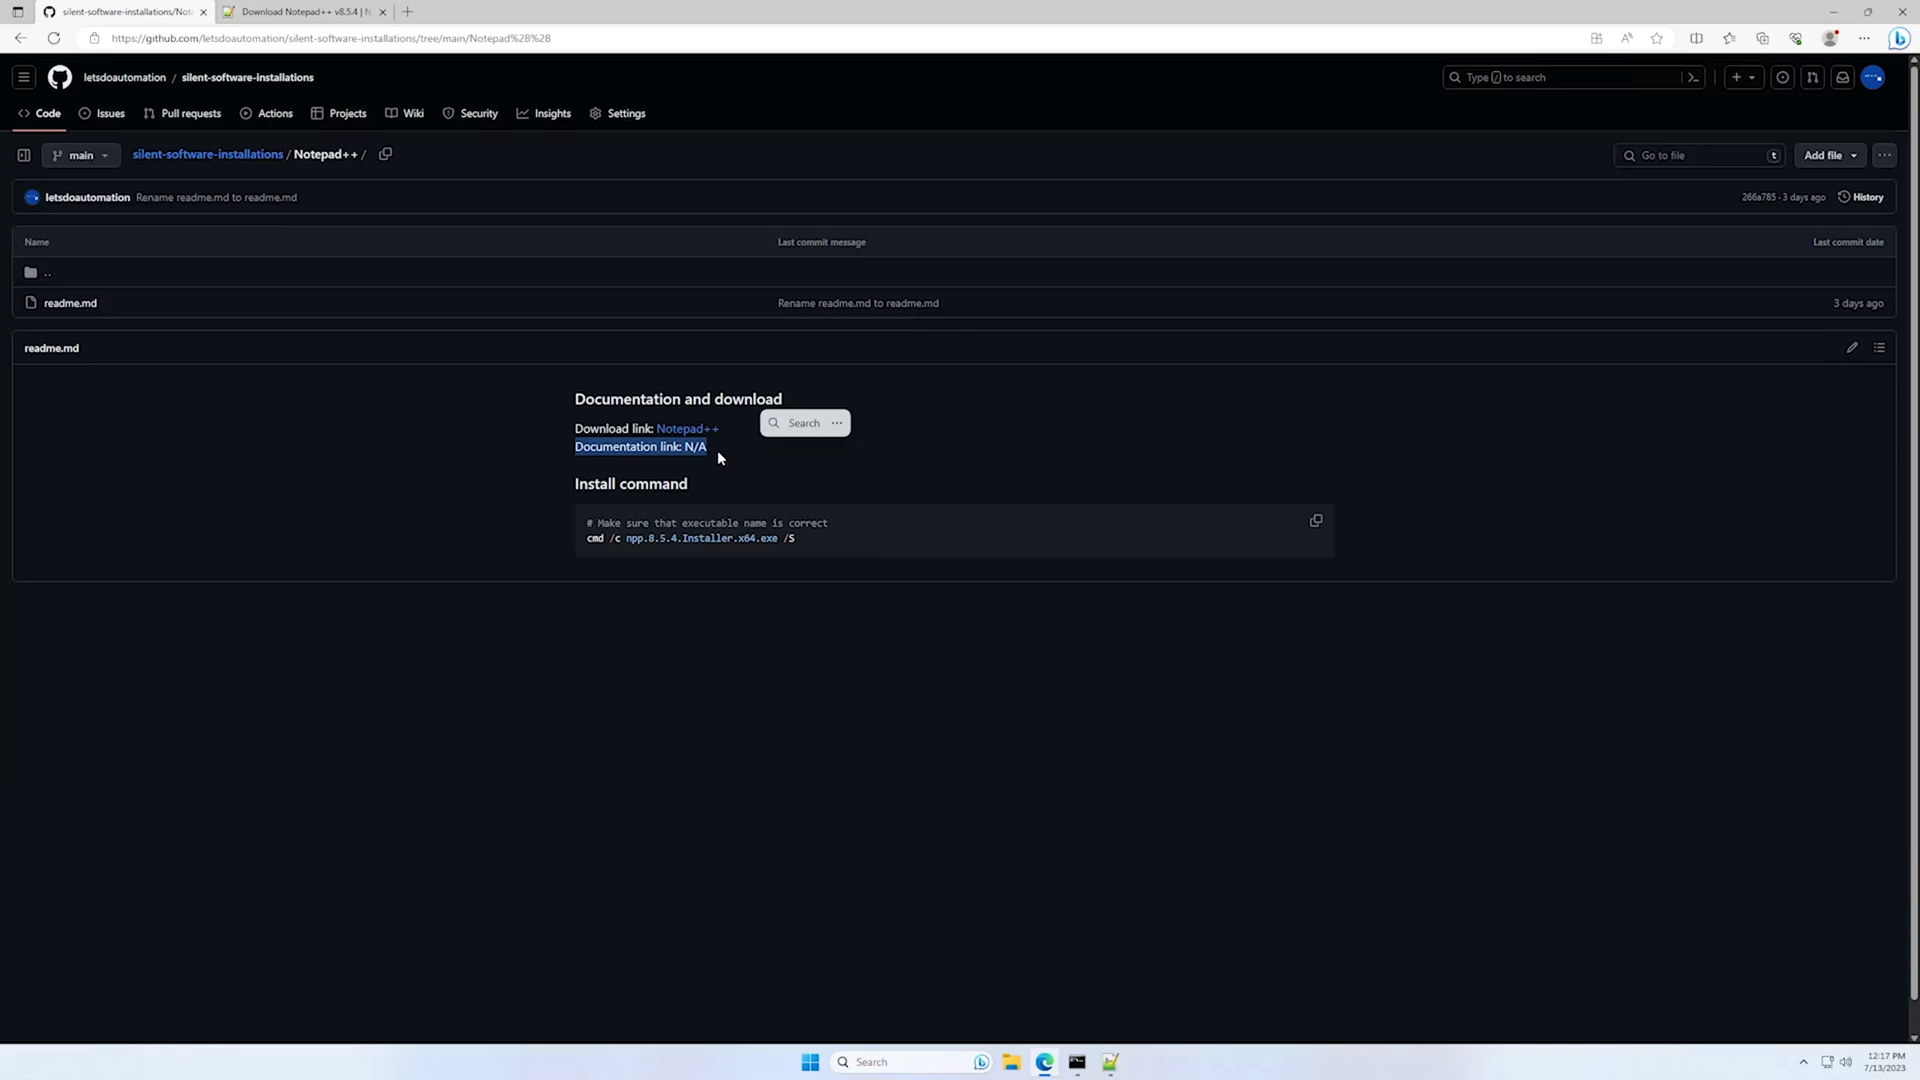 silent-software-installations/Not
Download Notepad++ v8.5.4 | N
https://github.com/letsdoautomation/silent-software-installations/tree/main/Notepad%2B%2B
letsdoautomation / silent-software-installations
Type / to search
Code Issues Pull requests Actions Projects Wiki Security Insights Settings
main silent-software-installations / Notepad++ /
Go to file t Add file
letsdoautomation Rename readme.md to readme.md 266a785 · 3 days ago History
Name Last commit message Last commit date
..
readme.md Rename readme.md to readme.md 3 days ago
readme.md
Documentation and download
Search
Download link: Notepad++
Documentation link: N/A
Install command
# Make sure that executable name is correct
cmd /c npp.8.5.4.Installer.x64.exe /S
Search
12:17 PM
7/13/2023